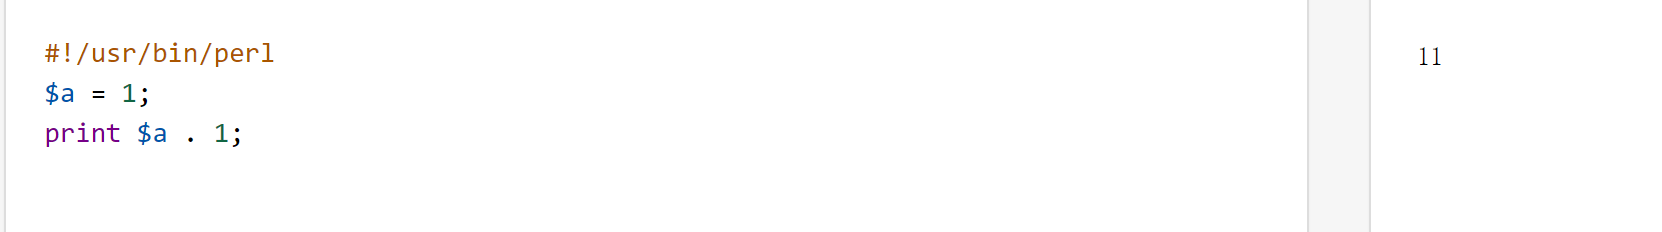 #!/usr/bin/perl
$a = 1;
print $a . 1;
11